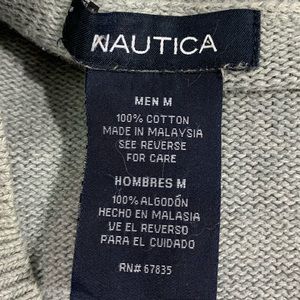 NAUTICA
MEN M
100% COTTON
MADE IN MALAYSIA
SEE REVERSE
FOR CARE
HOMBRES M
100% ALGODÓN
HECHO EN MALASIA
VE EL REVERSO
PARA EL CUIDADO
RN# 67835